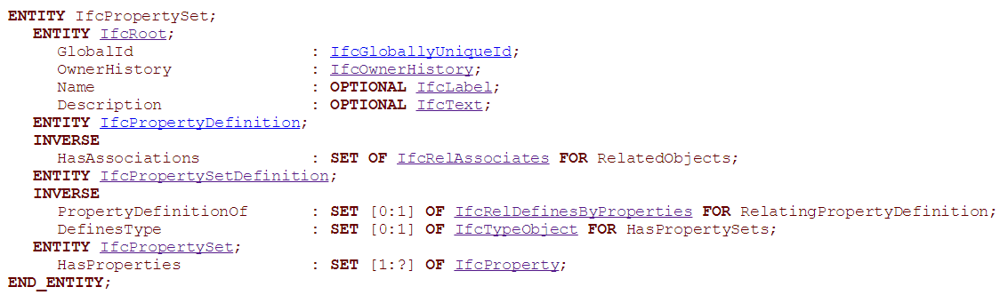 ENTITY IfcPropertySet;
ENTITY IfcRoot;
GlobalId : IfcGloballyUniqueId;
OwnerHistory : IfcOwnerHistory;
Name : OPTIONAL IfcLabel;
Description : OPTIONAL IfcText;
ENTITY IfcPropertyDefinition;
INVERSE
HasAssociations : SET OF IfcRelAssociates FOR RelatedObjects;
ENTITY IfcPropertySetDefinition;
INVERSE
PropertyDefinitionOf : SET [0:1] OF IfcRelDefinesByProperties FOR RelatingPropertyDefinition;
DefinesType : SET [0:1] OF IfcTypeObject FOR HasPropertySets;
ENTITY IfcPropertySet;
HasProperties : SET [1:?] OF IfcProperty;
END_ENTITY;